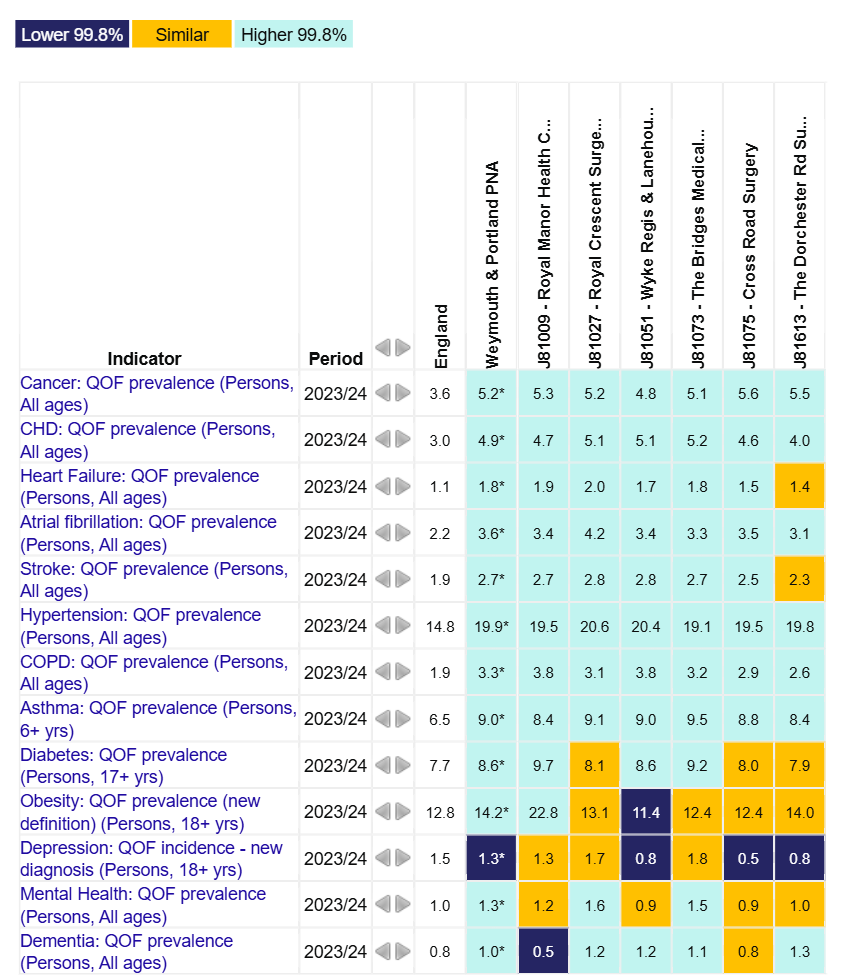 Lower 99.8% Similar Higher 99.8%
Indicator Period England Weymouth & Portland PNA J81009 - Royal Manor Health C... J81027 - Royal Crescent Surge... J81051 - Wyke Regis & Lanehou... J81073 - The Bridges Medical... J81075 - Cross Road Surgery J81613 - The Dorchester Rd Su...
Cancer: QOF prevalence (Persons,
All ages) 2023/24 3.6 5.2* 5.3 5.2 4.8 5.1 5.6 5.5
CHD: QOF prevalence (Persons,
All ages) 2023/24 3.0 4.9* 4.7 5.1 5.1 5.2 4.6 4.0
Heart Failure: QOF prevalence
(Persons, All ages) 2023/24 1.1 1.8* 1.9 2.0 1.7 1.8 1.5 1.4
Atrial fibrillation: QOF prevalence
(Persons, All ages) 2023/24 2.2 3.6* 3.4 4.2 3.4 3.3 3.5 3.1
Stroke: QOF prevalence (Persons,
All ages) 2023/24 1.9 2.7* 2.7 2.8 2.8 2.7 2.5 2.3
Hypertension: QOF prevalence
(Persons, All ages) 2023/24 14.8 19.9* 19.5 20.6 20.4 19.1 19.5 19.8
COPD: QOF prevalence (Persons,
All ages) 2023/24 1.9 3.3* 3.8 3.1 3.8 3.2 2.9 2.6
Asthma: QOF prevalence (Persons,
6+ yrs) 2023/24 6.5 9.0* 8.4 9.1 9.0 9.5 8.8 8.4
Diabetes: QOF prevalence
(Persons, 17+ yrs) 2023/24 7.7 8.6* 9.7 8.1 8.6 9.2 8.0 7.9
Obesity: QOF prevalence (new
definition) (Persons, 18+ yrs) 2023/24 12.8 14.2* 22.8 13.1 11.4 12.4 12.4 14.0
Depression: QOF incidence - new
diagnosis (Persons, 18+ yrs) 2023/24 1.5 1.3* 1.3 1.7 0.8 1.8 0.5 0.8
Mental Health: QOF prevalence
(Persons, All ages) 2023/24 1.0 1.3* 1.2 1.6 0.9 1.5 0.9 1.0
Dementia: QOF prevalence
(Persons, All ages) 2023/24 0.8 1.0* 0.5 1.2 1.2 1.1 0.8 1.3